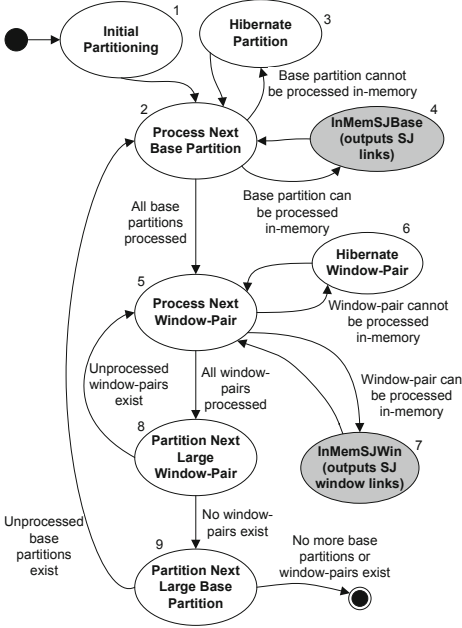 1
Initial
Partitioning
3
Hibernate
Partition
Base partition cannot
be processed in-memory
2
Process Next
Base Partition
4
InMemSJBase
(outputs SJ
links)
Base partition can
be processed
in-memory
All base
partitions
processed
6
Hibernate
Window-Pair
5
Process Next
Window-Pair
Window-pair cannot
be processed
in-memory
Unprocessed
window-pairs
exist
All window-
pairs
processed
Window-pair can
be processed
in-memory
8
Partition Next
Large
Window-Pair
7
InMemSJWin
(outputs SJ
window links)
No window-
pairs exist
Unprocessed
base
partitions
exist
9
Partition Next
Large Base
Partition
No more base
partitions or
window-pairs exist